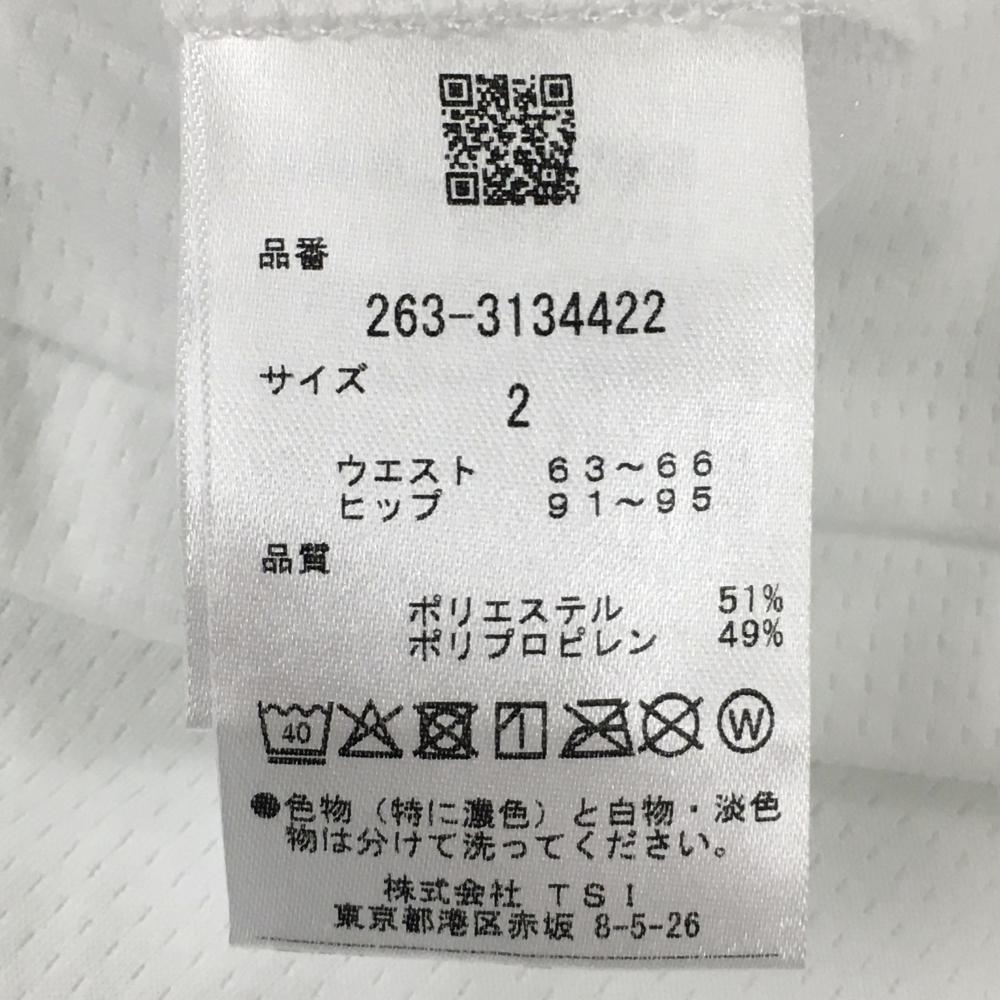 品番
263-3134422
サイズ
2
ウエスト 63~66
ヒップ 91~95
品質
ポリエステル 51%
ポリプロピレン 49%
40 W
●色物(特に濃色)と白物・淡色
物は分けて洗ってください。
株式会社 TSI
東京都港区赤坂 8-5-26